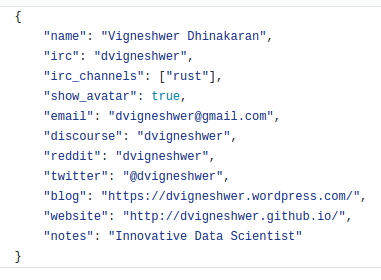 {
"name": "Vigneshwer Dhinakaran",
"irc": "dvigneshwer",
"irc_channels": ["rust"],
"show_avatar": true,
"email": "dvigneshwer@gmail.com",
"discourse": "dvigneshwer",
"reddit": "dvigneshwer",
"twitter": "@dvigneshwer",
"blog": "https://dvigneshwer.wordpress.com/",
"website": "http://dvigneshwer.github.io/",
"notes": "Innovative Data Scientist"
}